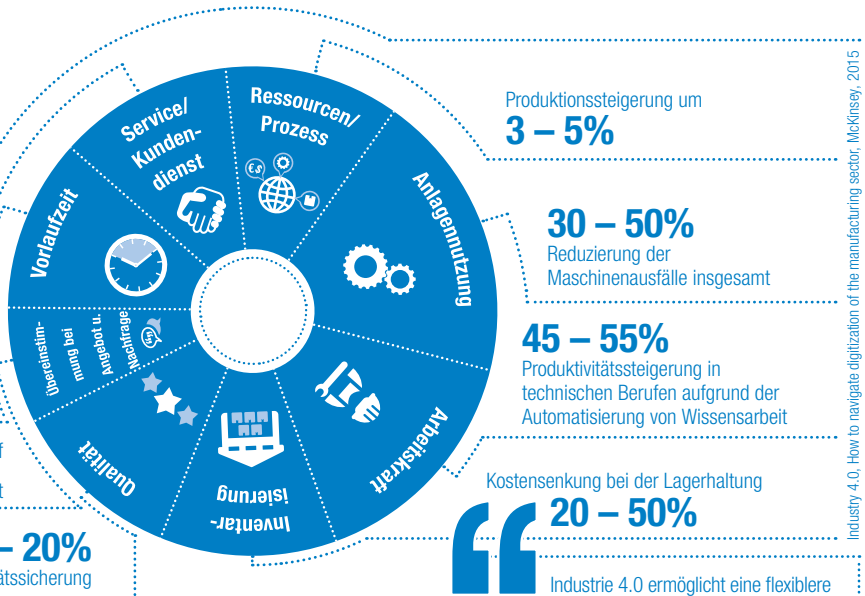 Service/
Kunden-
dienst
Ressourcen/
Prozess
€$
Anlagennutzung
Arbeitskraft
Inventar-
isierung
Qualität
Übereinstim-
mung bei
Angebot u.
Nachfrage
Vorlaufzeit
Produktionssteigerung um
3 – 5%
30 – 50%
Reduzierung der
Maschinenausfälle insgesamt
45 – 55%
Produktivitätssteigerung in
technischen Berufen aufgrund der
Automatisierung von Wissensarbeit
Kostensenkung bei der Lagerhaltung
20 – 50%
Industrie 4.0 ermöglicht eine flexiblere
– 20%
tssicherung
Industry 4.0, How to navigate digitization of the manufacturing sector, McKinsey, 2015